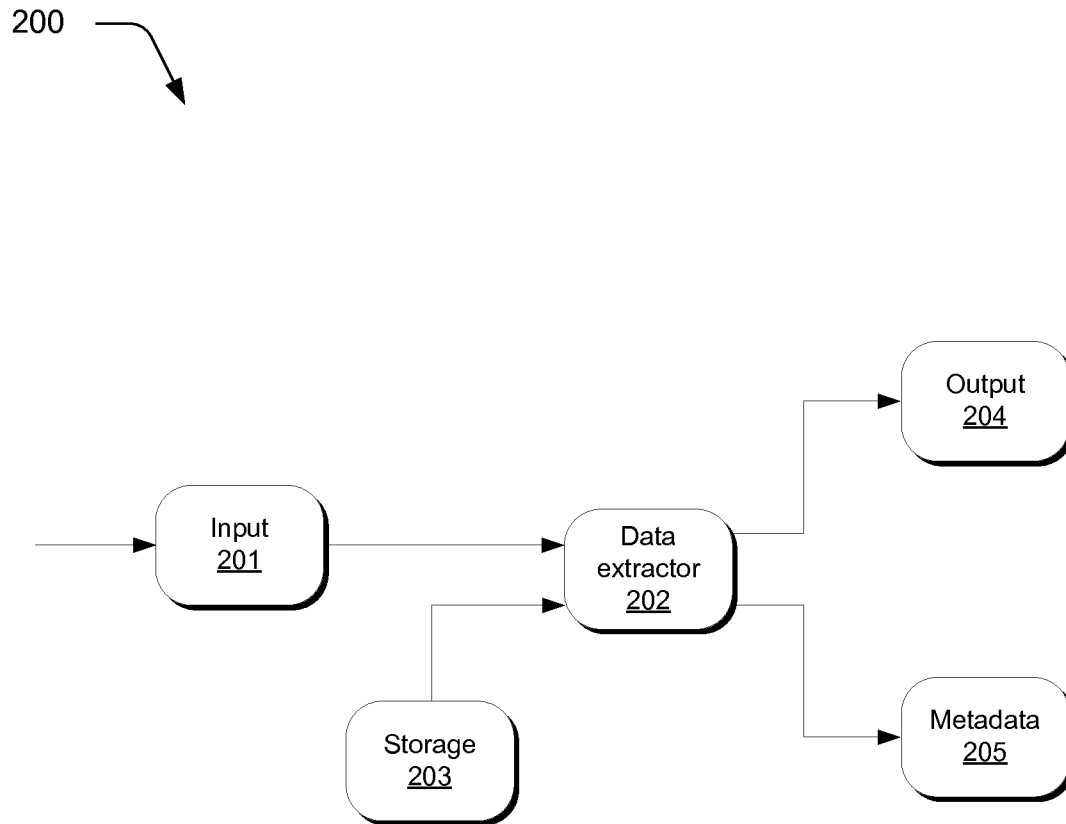 200
Output
204
Input
201
Data
extractor
202
Storage
203
Metadata
205